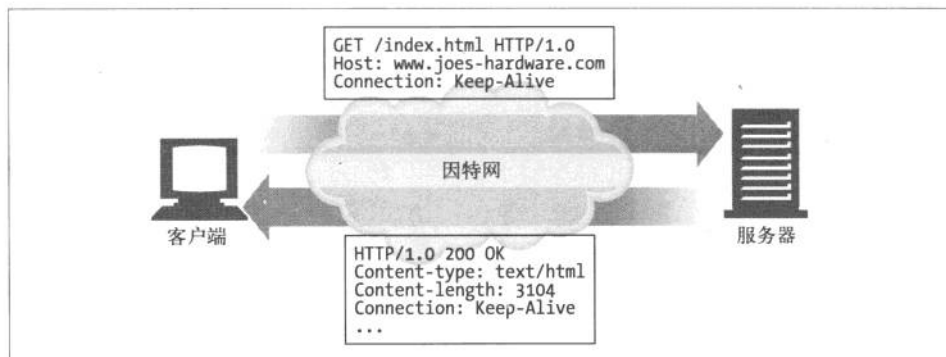 GET /index.html HTTP/1.0
Host: www.joes-hardware.com
Connection: Keep-Alive
因特网
客户端
服务器
HTTP/1.0 200 OK
Content-type: text/html
Content-length: 3104
Connection: Keep-Alive
...